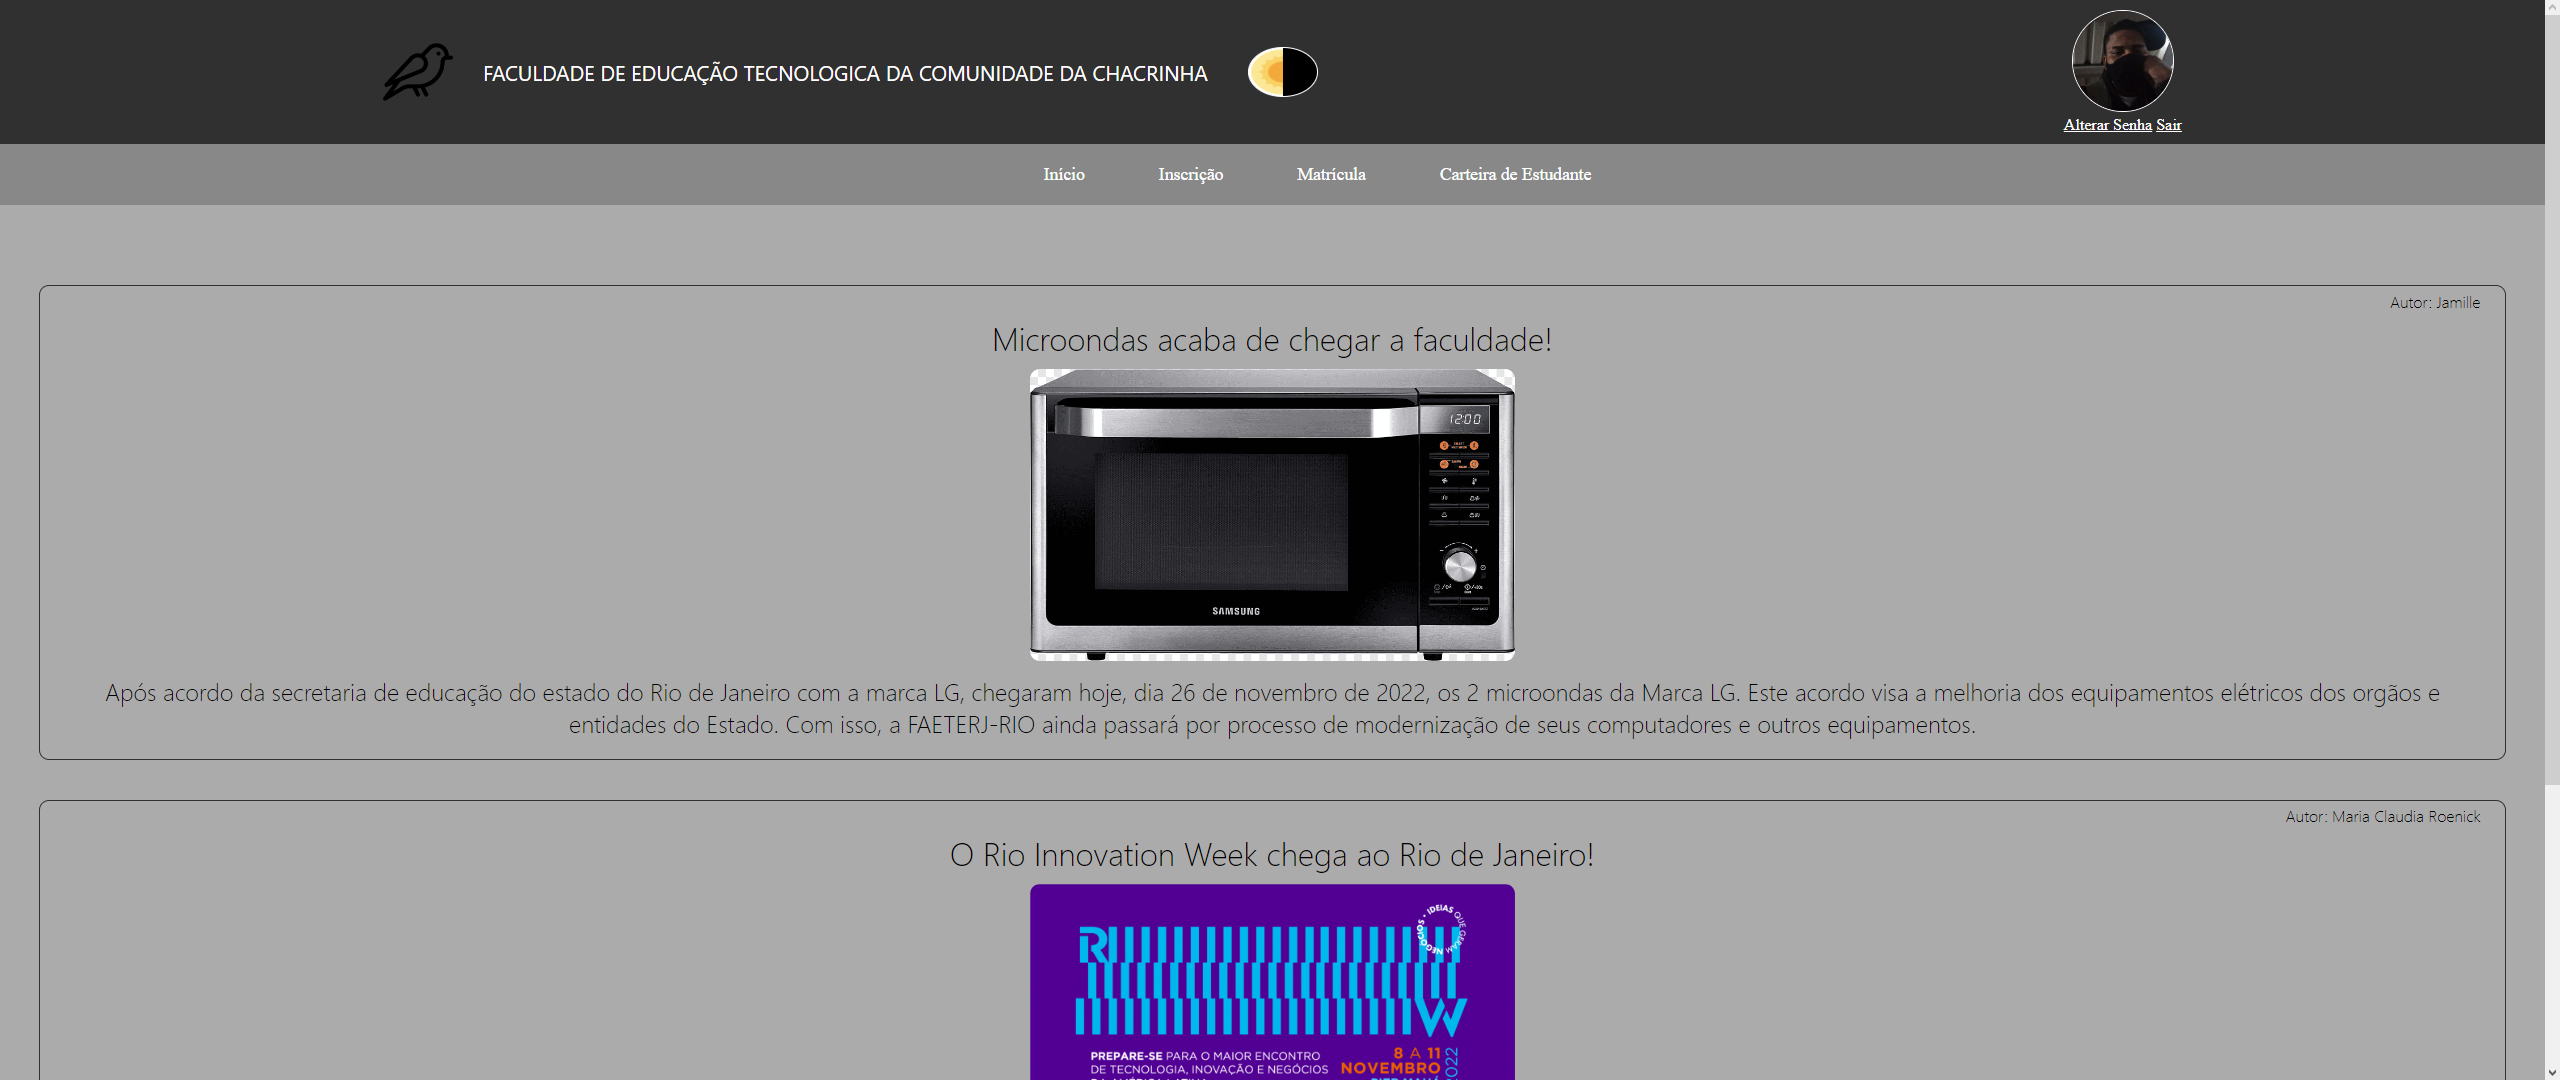 FACULDADE DE EDUCAÇÃO TECNOLOGICA DA COMUNIDADE DA CHACRINHA
Alterar Senha Sair
Início Inscrição Matrícula Carteira de Estudante
Autor: Jamille
Microondas acaba de chegar a faculdade!
12:00
SAMSUNG
Após acordo da secretaria de educação do estado do Rio de Janeiro com a marca LG, chegaram hoje, dia 26 de novembro de 2022, os 2 microondas da Marca LG. Este acordo visa a melhoria dos equipamentos elétricos dos orgãos e
entidades do Estado. Com isso, a FAETERJ-RIO ainda passará por processo de modernização de seus computadores e outros equipamentos.
Autor: Maria Claudia Roenick
O Rio Innovation Week chega ao Rio de Janeiro!
IDEIAS QUE GERAM NEGÓCIOS
RIW
PREPARE-SE PARA O MAIOR ENCONTRO
DE TECNOLOGIA, INOVAÇÃO E NEGÓCIOS
8 A 11
NOVEMBRO
2022